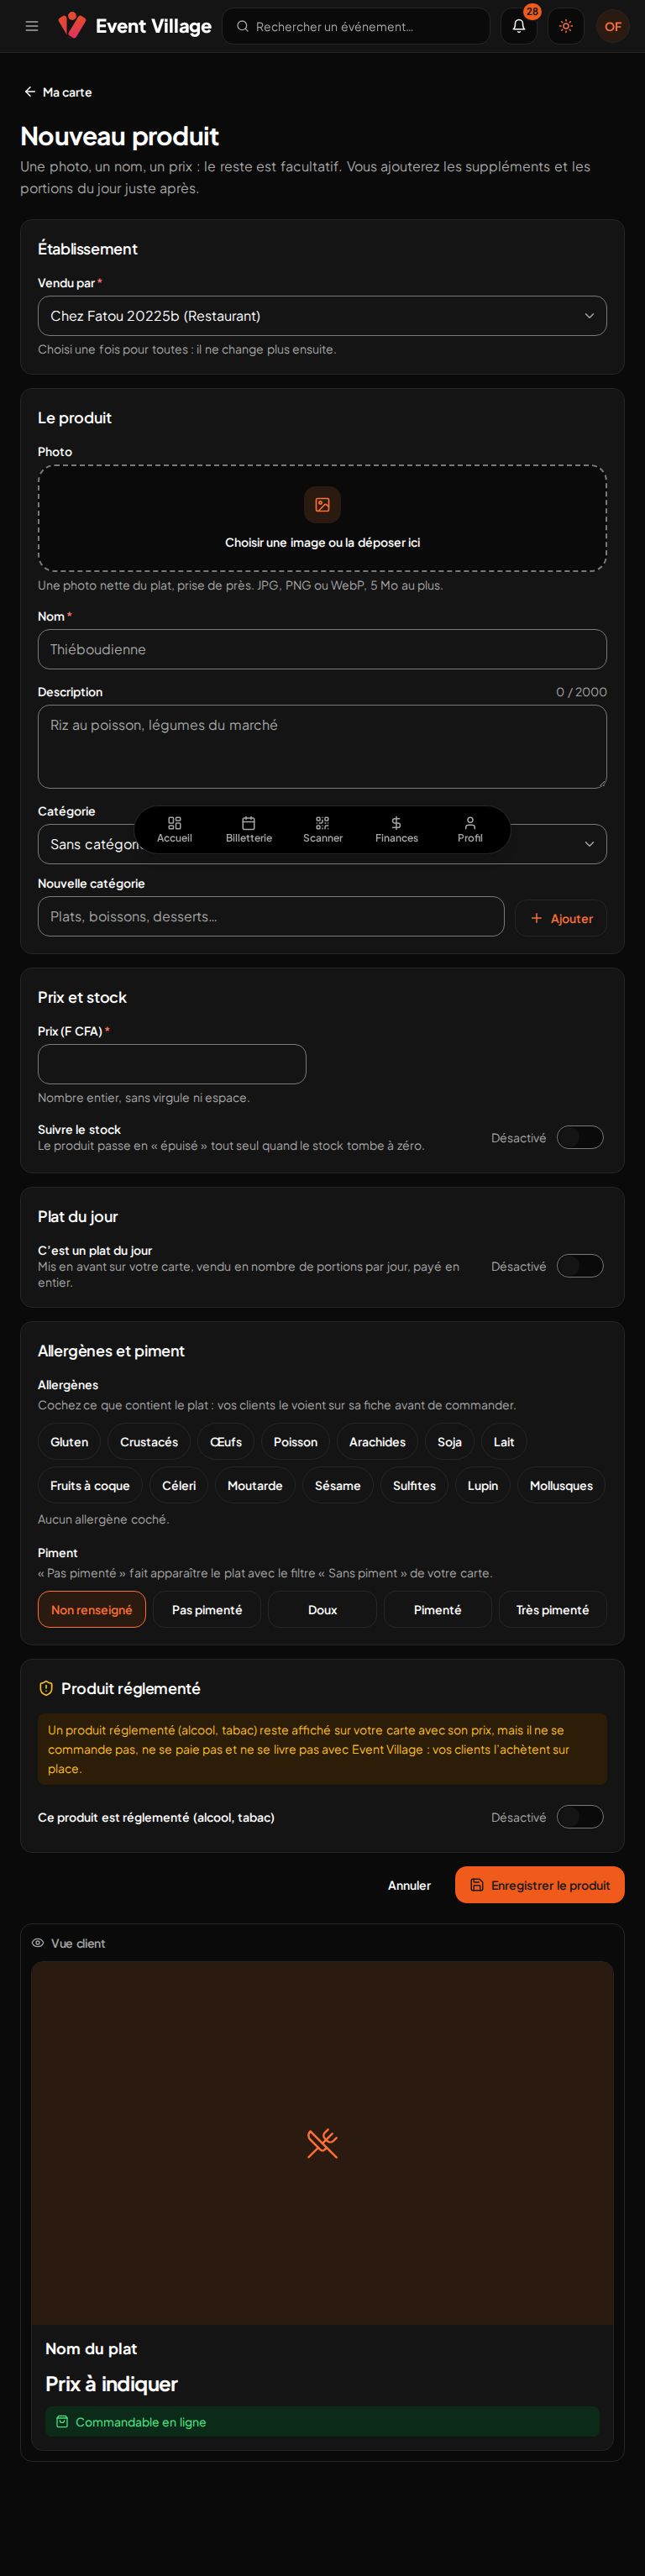 Event Village
Rechercher un événement...
28
OF
Ma carte
Nouveau produit
Une photo, un nom, un prix : le reste est facultatif. Vous ajouterez les suppléments et les
portions du jour juste après.
Établissement
Vendu par *
Chez Fatou 20225b (Restaurant)
Choisi une fois pour toutes : il ne change plus ensuite.
Le produit
Photo
Choisir une image ou la déposer ici
Une photo nette du plat, prise de près. JPG, PNG ou WebP, 5 Mo au plus.
Nom *
Thiéboudienne
Description
0 / 2000
Riz au poisson, légumes du marché
Catégorie
Sans catégori
Accueil
Billetterie
Scanner
Finances
Profil
Nouvelle catégorie
Plats, boissons, desserts...
Ajouter
Prix et stock
Prix (F CFA) *
Nombre entier, sans virgule ni espace.
Suivre le stock
Le produit passe en « épuisé » tout seul quand le stock tombe à zéro.
Désactivé
Plat du jour
C’est un plat du jour
Mis en avant sur votre carte, vendu en nombre de portions par jour, payé en
entier.
Désactivé
Allergènes et piment
Allergènes
Cochez ce que contient le plat : vos clients le voient sur sa fiche avant de commander.
Gluten
Crustacés
Œufs
Poisson
Arachides
Soja
Lait
Fruits à coque
Céleri
Moutarde
Sésame
Sulfites
Lupin
Mollusques
Aucun allergène coché.
Piment
« Pas pimenté » fait apparaître le plat avec le filtre « Sans piment » de votre carte.
Non renseigné
Pas pimenté
Doux
Pimenté
Très pimenté
Produit réglementé
Un produit réglementé (alcool, tabac) reste affiché sur votre carte avec son prix, mais il ne se
commande pas, ne se paie pas et ne se livre pas avec Event Village : vos clients l’achètent sur
place.
Ce produit est réglementé (alcool, tabac)
Désactivé
Annuler
Enregistrer le produit
Vue client
Nom du plat
Prix à indiquer
Commandable en ligne